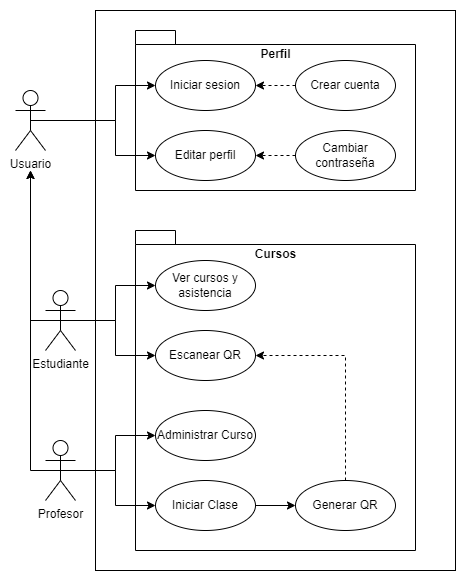 Perfil
Iniciar sesion
Crear cuenta
Usuario
Editar perfil
Cambiar
contraseña
Cursos
Ver cursos y
asistencia
Estudiante
Escanear QR
Administrar Curso
Profesor
Iniciar Clase
Generar QR